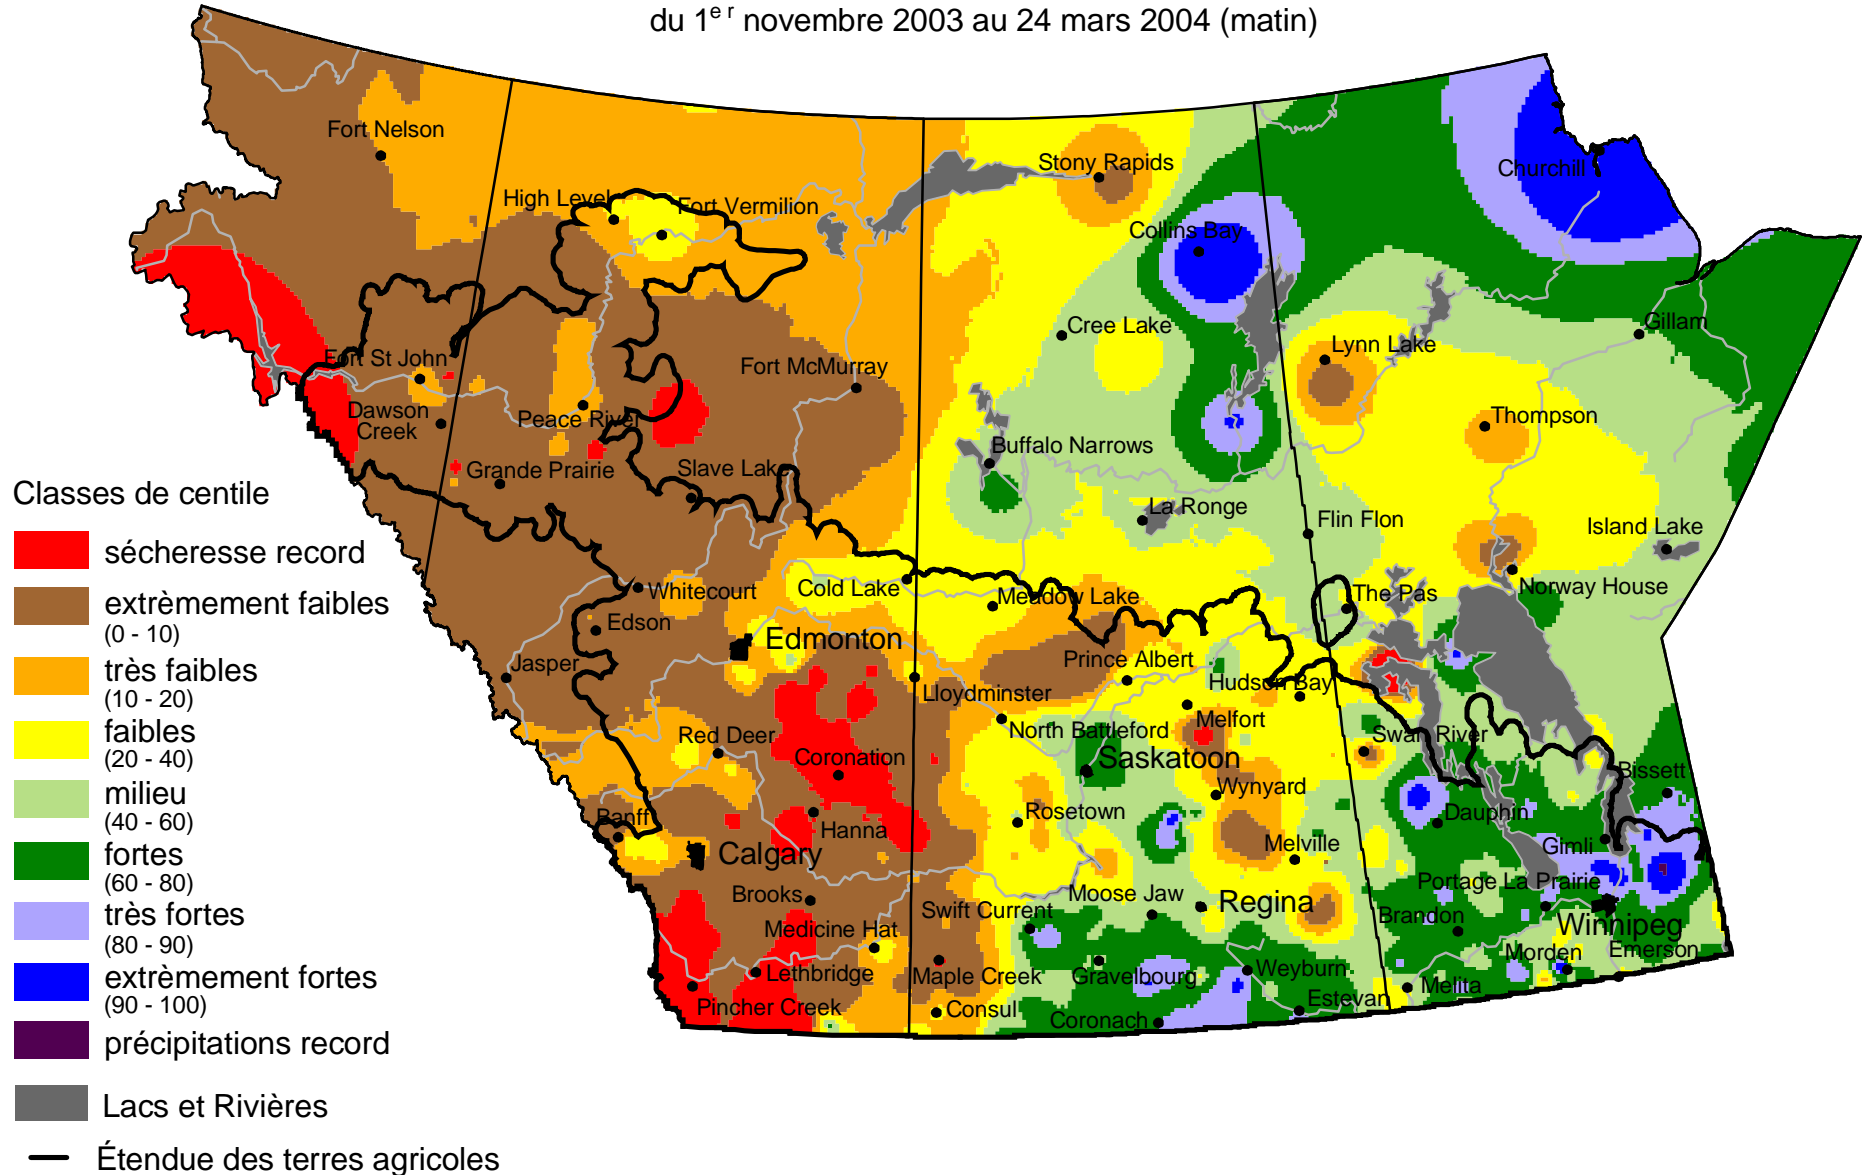 du 1er novembre 2003 au 24 mars 2004 (matin)
Fort Nelson
Stony Rapids
Churchill
High Level
Fort Vermilion
Collins Bay
Cree Lake
Gillam
Fort St John
Fort McMurray
Lynn Lake
Dawson
Creek
Peace River
Thompson
Buffalo Narrows
Grande Prairie
Slave Lake
La Ronge
Flin Flon
Island Lake
Whitecourt
Cold Lake
Meadow Lake
The Pas
Norway House
Edson
Edmonton
Jasper
Prince Albert
Hudson Bay
Lloydminster
Melfort
North Battleford
Red Deer
Swan River
Coronation
Saskatoon
Bissett
Wynyard
Banff
Hanna
Rosetown
Dauphin
Calgary
Melville
Gimli
Brooks
Moose Jaw
Regina
Portage La Prairie
Swift Current
Brandon
Winnipeg
Medicine Hat
Morden
Emerson
Lethbridge
Maple Creek
Gravelbourg
Weyburn
Melita
Pincher Creek
Consul
Coronach
Estevan
Classes de centile
sécheresse record
extrèmement faibles
(0 - 10)
très faibles
(10 - 20)
faibles
(20 - 40)
milieu
(40 - 60)
fortes
(60 - 80)
très fortes
(80 - 90)
extrèmement fortes
(90 - 100)
précipitations record
Lacs et Rivières
Étendue des terres agricoles